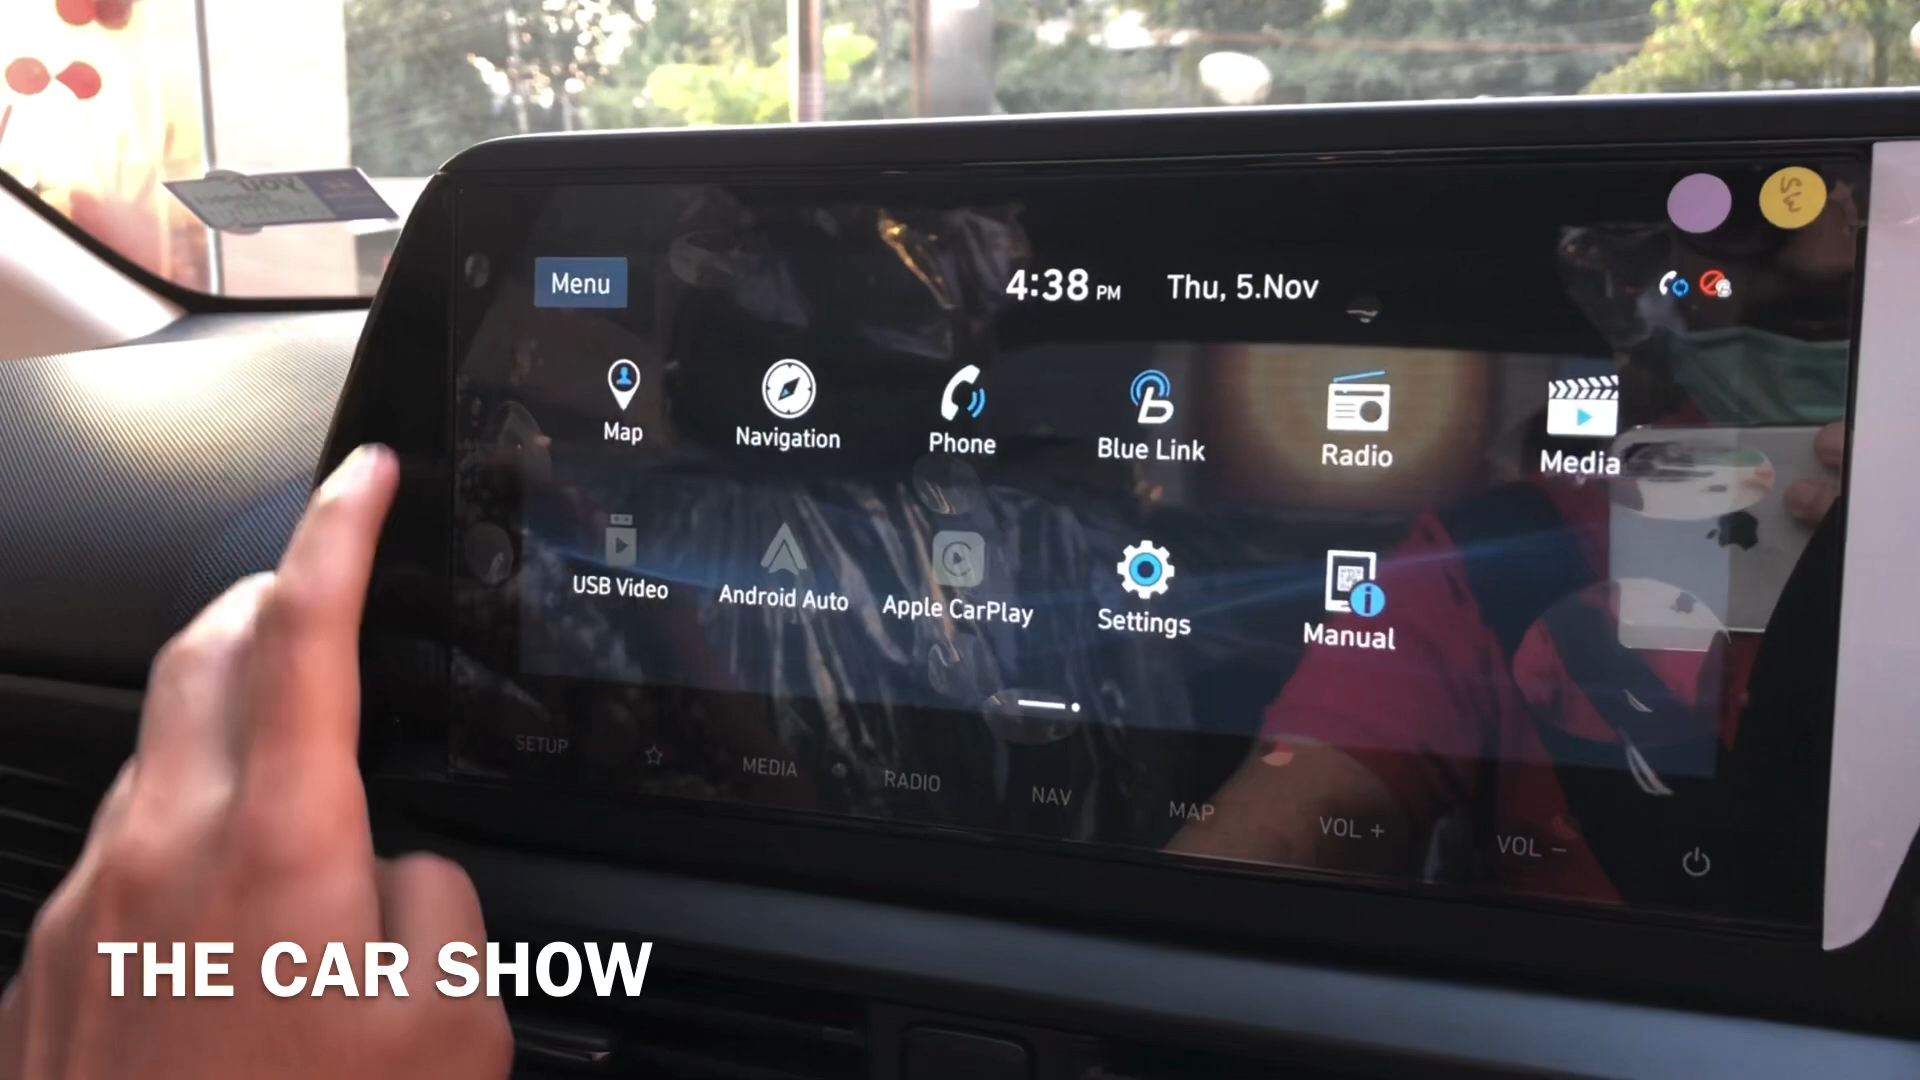 Menu
4:38 PM
Thu, 5.Nov
Map
Navigation
Phone
Blue Link
Radio
Media
USB Video
Android Auto
Apple CarPlay
Settings
Manual
SETUP
MEDIA
RADIO
NAV
MAP
VOL +
VOL −
THE CAR SHOW